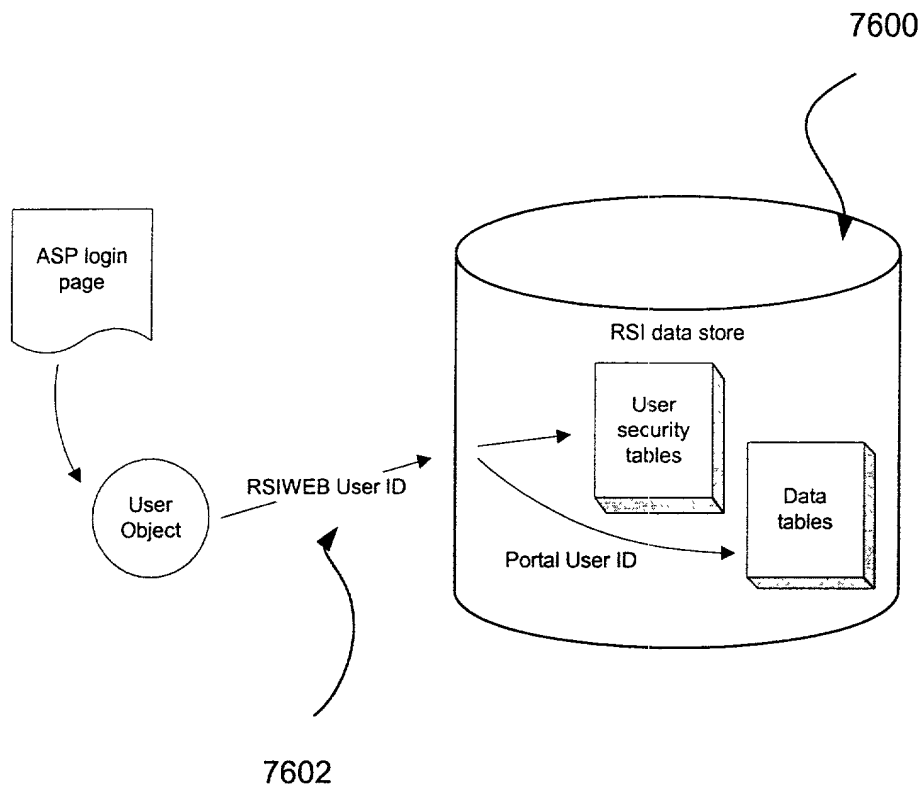 7600
ASP login
page
RSI data store
User
security
tables
RSIWEB User ID
User
Object
Data
tables
Portal User ID
7602